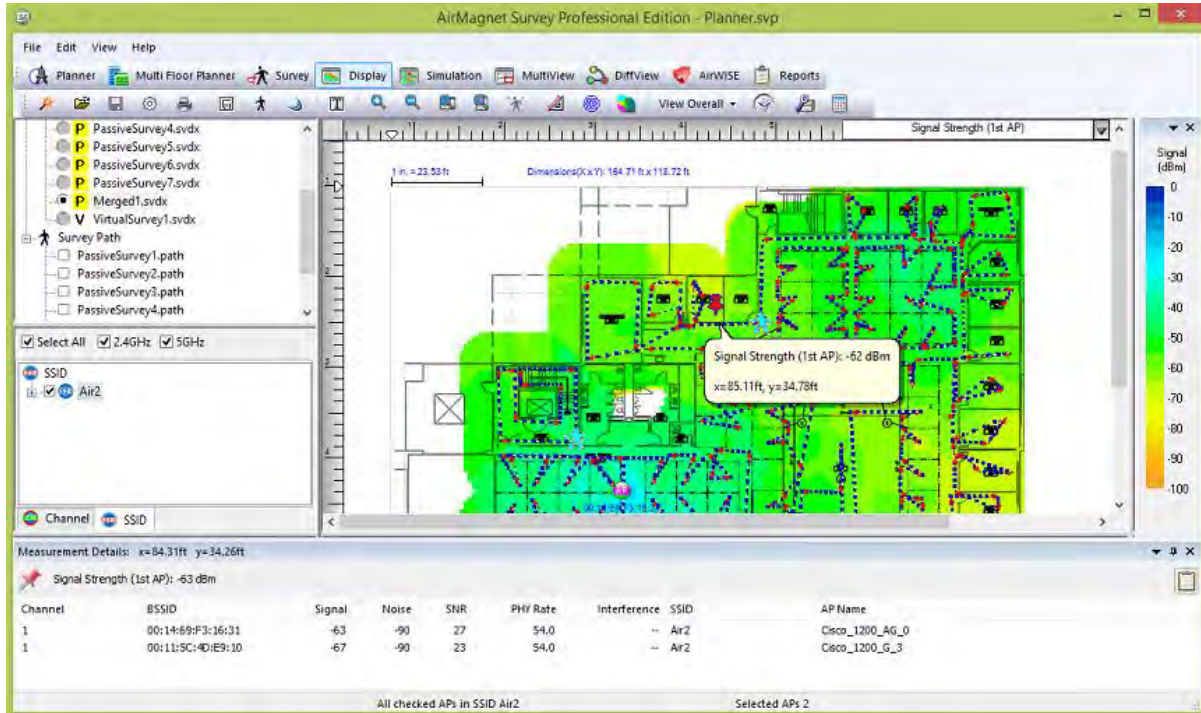 AirMagnet Survey Professional Edition - Planner.svp
File Edit View Help
Planner Multi Floor Planner Survey Display Simulation MultiView DiffView AirWISE Reports
View Overall
P PassiveSurvey4.svdx
P PassiveSurvey5.svdx
P PassiveSurvey6.svdx
P PassiveSurvey7.svdx
P Merged1.svdx
V VirtualSurvey1.svdx
Survey Path
PassiveSurvey1.path
PassiveSurvey2.path
PassiveSurvey3.path
PassiveSurvey4.path
Select All 2.4GHz 5GHz
SSID
Air2
Channel SSID
Signal Strength (1st AP)
1 in. = 23.53 ft Dimensions(X x Y): 164.71 ft x 118.72 ft
Signal Strength (1st AP): -62 dBm
x=85.11ft, y=34.78ft
Signal
(dBm)
0
-10
-20
-30
-40
-50
-60
-70
-80
-90
-100
Measurement Details: x=84.31ft y=34.26ft
Signal Strength (1st AP): -63 dBm
Channel BSSID Signal Noise SNR PHY Rate Interference SSID AP Name
1 00:14:69:F3:16:31 -63 -90 27 54.0 -- Air2 Cisco_1200_AG_0
1 00:11:5C:4D:E9:10 -67 -90 23 54.0 -- Air2 Cisco_1200_G_3
All checked APs in SSID Air2 Selected APs 2